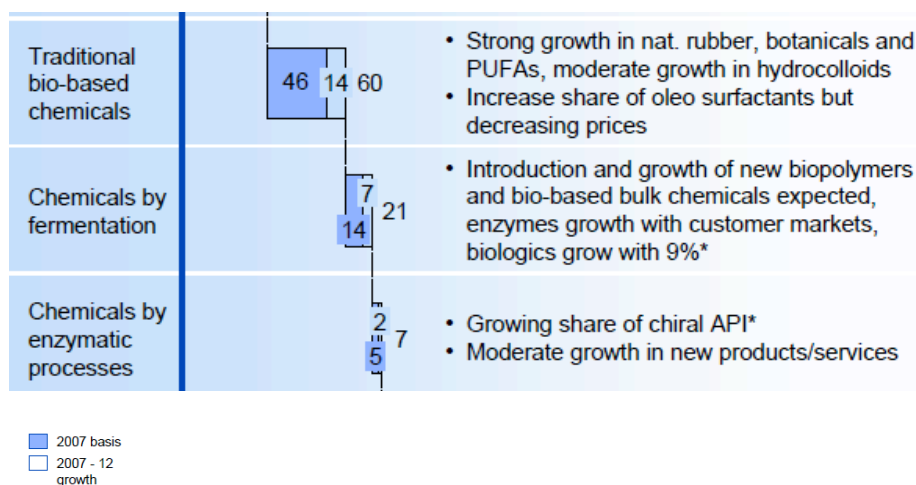 Traditional
bio-based
chemicals
46 14 60
• Strong growth in nat. rubber, botanicals and
PUFAs, moderate growth in hydrocolloids
• Increase share of oleo surfactants but
decreasing prices
Chemicals by
fermentation
7
21
14
• Introduction and growth of new biopolymers
and bio-based bulk chemicals expected,
enzymes growth with customer markets,
biologics grow with 9%*
Chemicals by
enzymatic
processes
2
7
5
• Growing share of chiral API*
• Moderate growth in new products/services
2007 basis
2007 - 12
growth